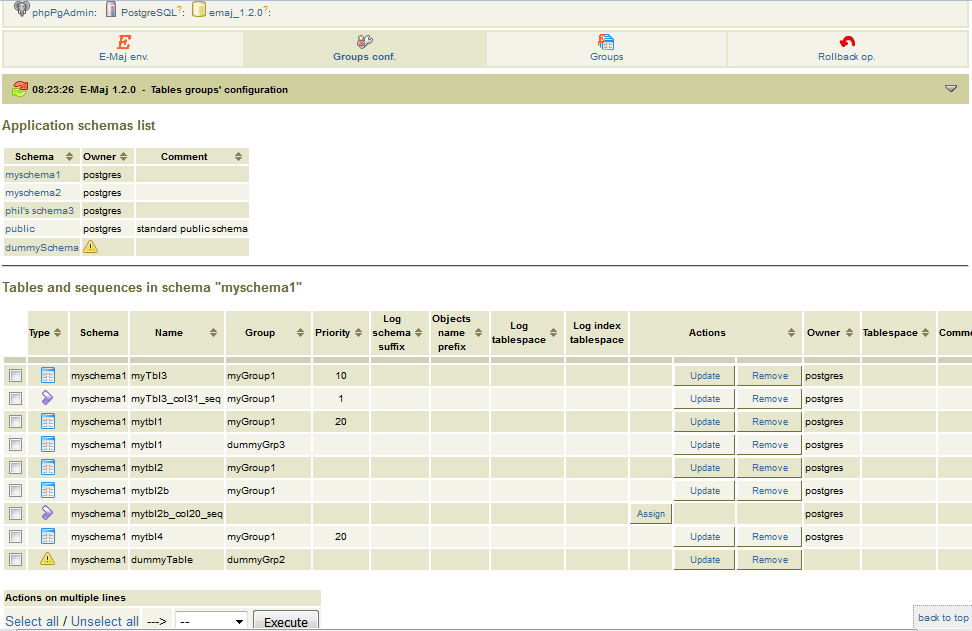 phpPgAdmin: PostgreSQL?: emaj_1.2.0?:
E-Maj env. Groups conf. Groups Rollback op.
08:23:26 E-Maj 1.2.0 - Tables groups' configuration
Application schemas list
Schema Owner Comment
myschema1 postgres
myschema2 postgres
phil's schema3 postgres
public postgres standard public schema
dummySchema
Tables and sequences in schema "myschema1"
Type Schema Name Group Priority Log schema suffix Objects name prefix Log tablespace Log index tablespace Actions Owner Tablespace Comme
myschema1 myTbl3 myGroup1 10 Update Remove postgres
myschema1 myTbl3_col31_seq myGroup1 1 Update Remove postgres
myschema1 mytbl1 myGroup1 20 Update Remove postgres
myschema1 mytbl1 dummyGrp3 Update Remove postgres
myschema1 mytbl2 myGroup1 Update Remove postgres
myschema1 mytbl2b myGroup1 Update Remove postgres
myschema1 mytbl2b_col20_seq Assign postgres
myschema1 mytbl4 myGroup1 20 Update Remove postgres
myschema1 dummyTable dummyGrp2 Update Remove
Actions on multiple lines
Select all / Unselect all ---> -- Execute
back to top